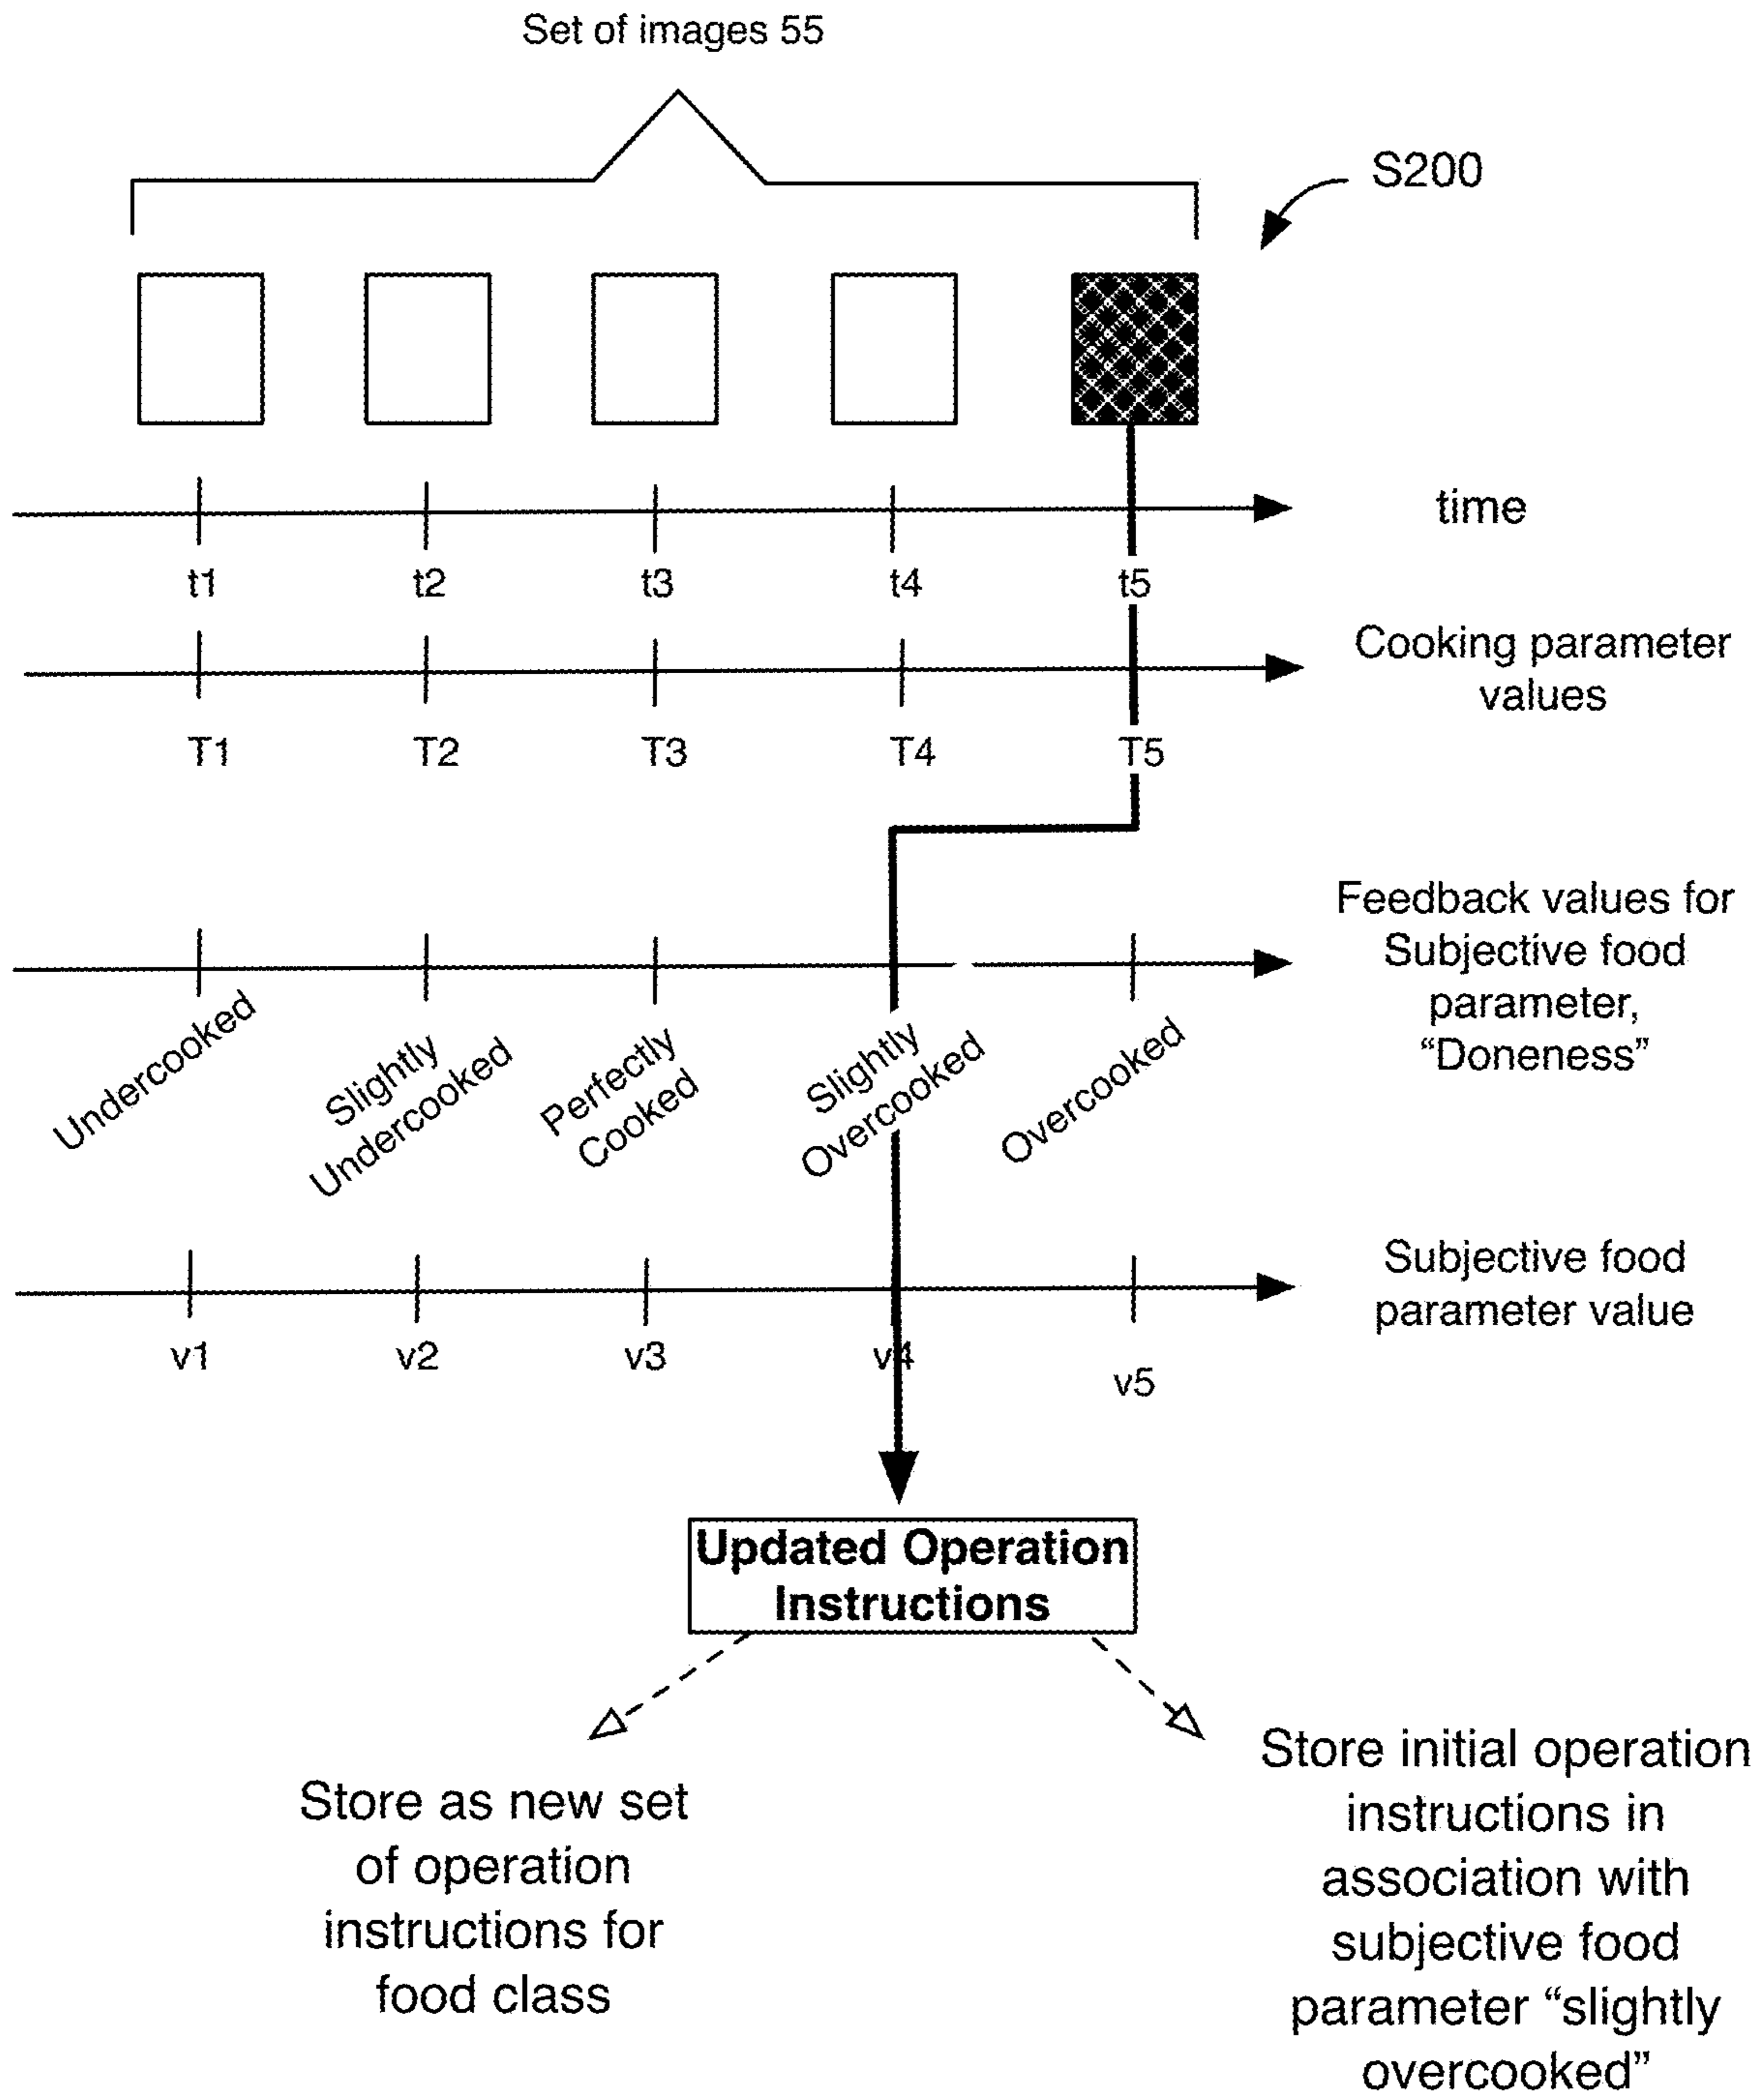 Set of images 55
S200
time
t1
t2
t3
t4
t5
Cooking parameter
values
T1
T2
T3
T4
T5
Feedback values for
Subjective food
parameter,
“Doneness”
Undercooked
Slightly
Undercooked
Perfectly
Cooked
Slightly
Overcooked
Overcooked
Subjective food
parameter value
v1
v2
v3
v4
v5
Updated Operation
Instructions
Store as new set
of operation
instructions for
food class
Store initial operation
instructions in
association with
subjective food
parameter “slightly
overcooked”